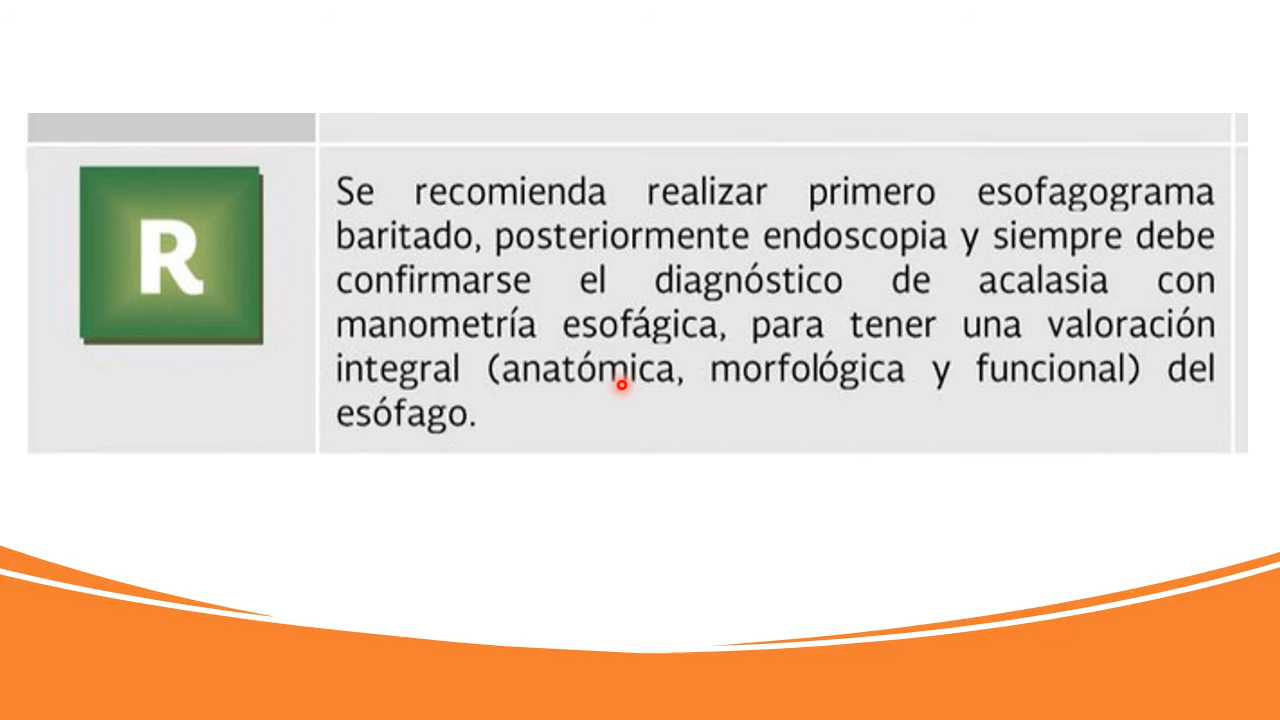 R
Se recomienda realizar primero esofagograma
baritado, posteriormente endoscopia y siempre debe
confirmarse el diagnóstico de acalasia con
manometría esofágica, para tener una valoración
integral (anatómica, morfológica y funcional) del
esófago.